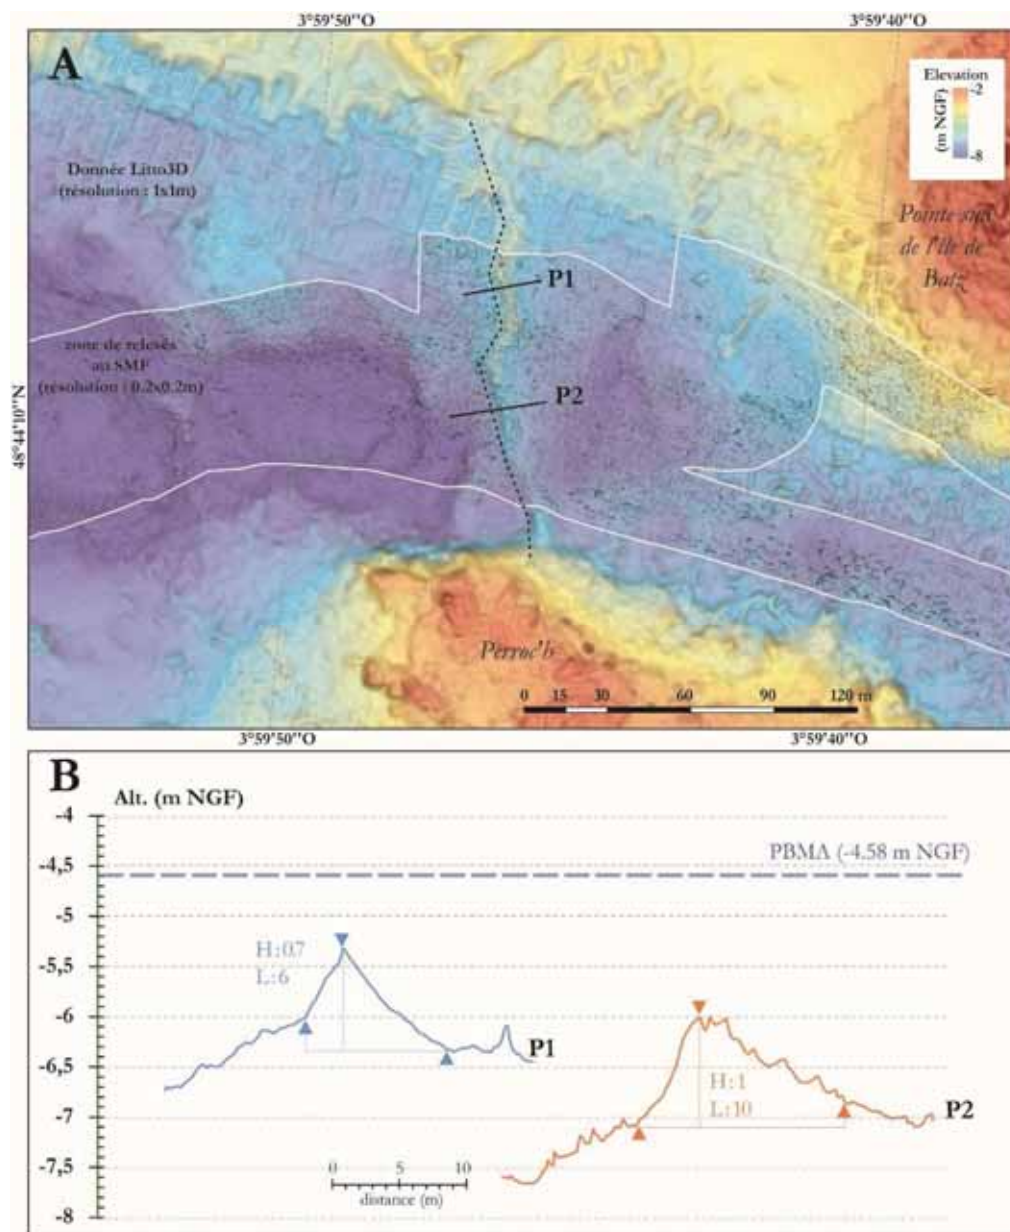 3°59'50''O
3°59'40''O
A
Elevation
(m NGF)
-2
-8
Donnée Litto3D
(résolution : 1x1m)
Pointe sud
de l'île de
Batz
P1
zone de relevés
au SMF
(résolution : 0.2x0.2m)
P2
48°44'10''N
Perroc'h
0 15 30 60 90 120 m
3°59'50''O
3°59'40''O
B
Alt. (m NGF)
-4
PBMA (-4.58 m NGF)
-4,5
-5
H:0.7
L:6
-5,5
-6
P1
-6,5
H:1
L:10
P2
-7
-7,5
0 5 10
distance (m)
-8